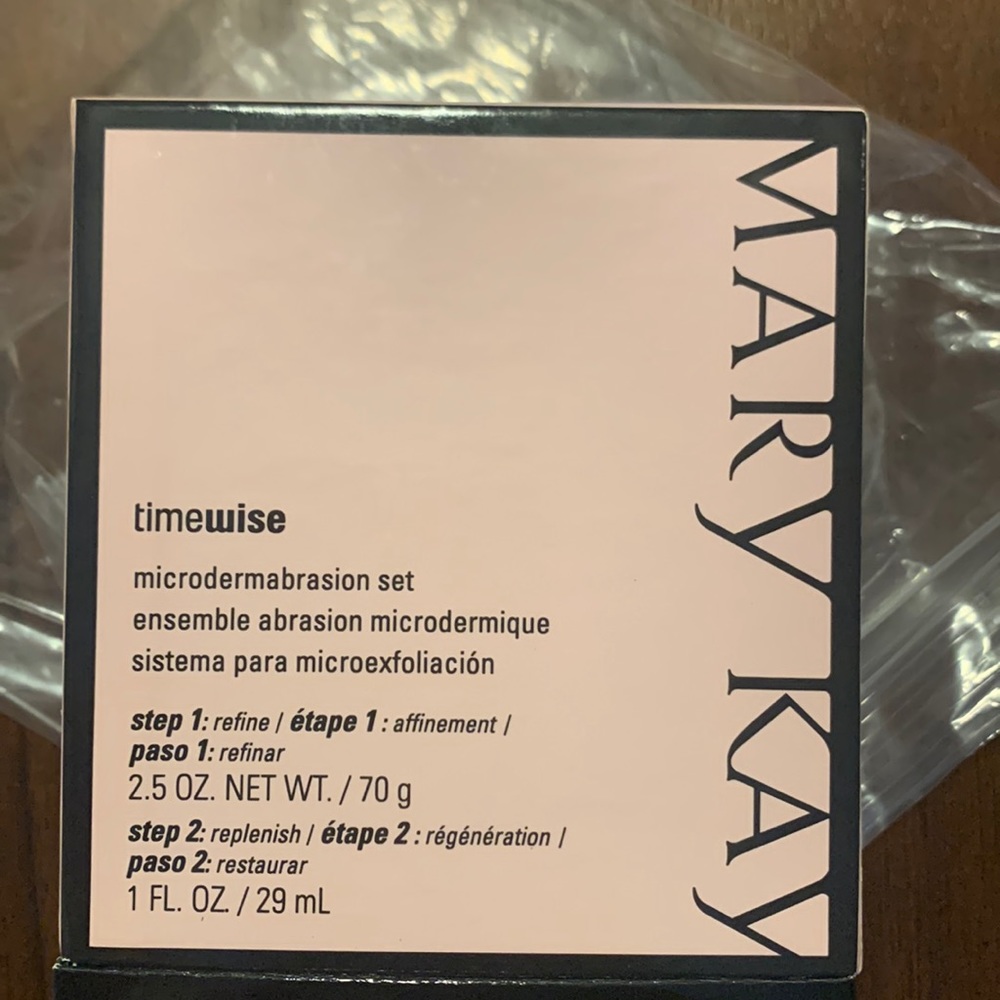 MARY KAY
timewise
microdermabrasion set
ensemble abrasion microdermique
sistema para microexfoliación
step 1: refine / étape 1 : affinement /
paso 1: refinar
2.5 OZ. NET WT. / 70 g
step 2: replenish / étape 2 : régénération /
paso 2: restaurar
1 FL. OZ. / 29 mL